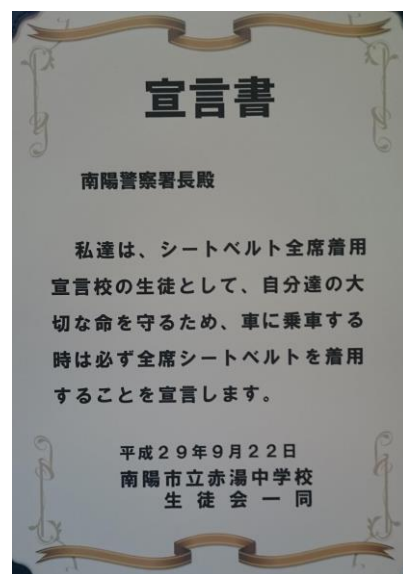 宣言書
南陽警察署長殿
私達は、シートベルト全席着用
宣言校の生徒として、自分達の大
切な命を守るため、車に乗車する
時は必ず全席シートベルトを着用
することを宣言します。
平成29年9月22日
南陽市立赤湯中学校
生徒会一同